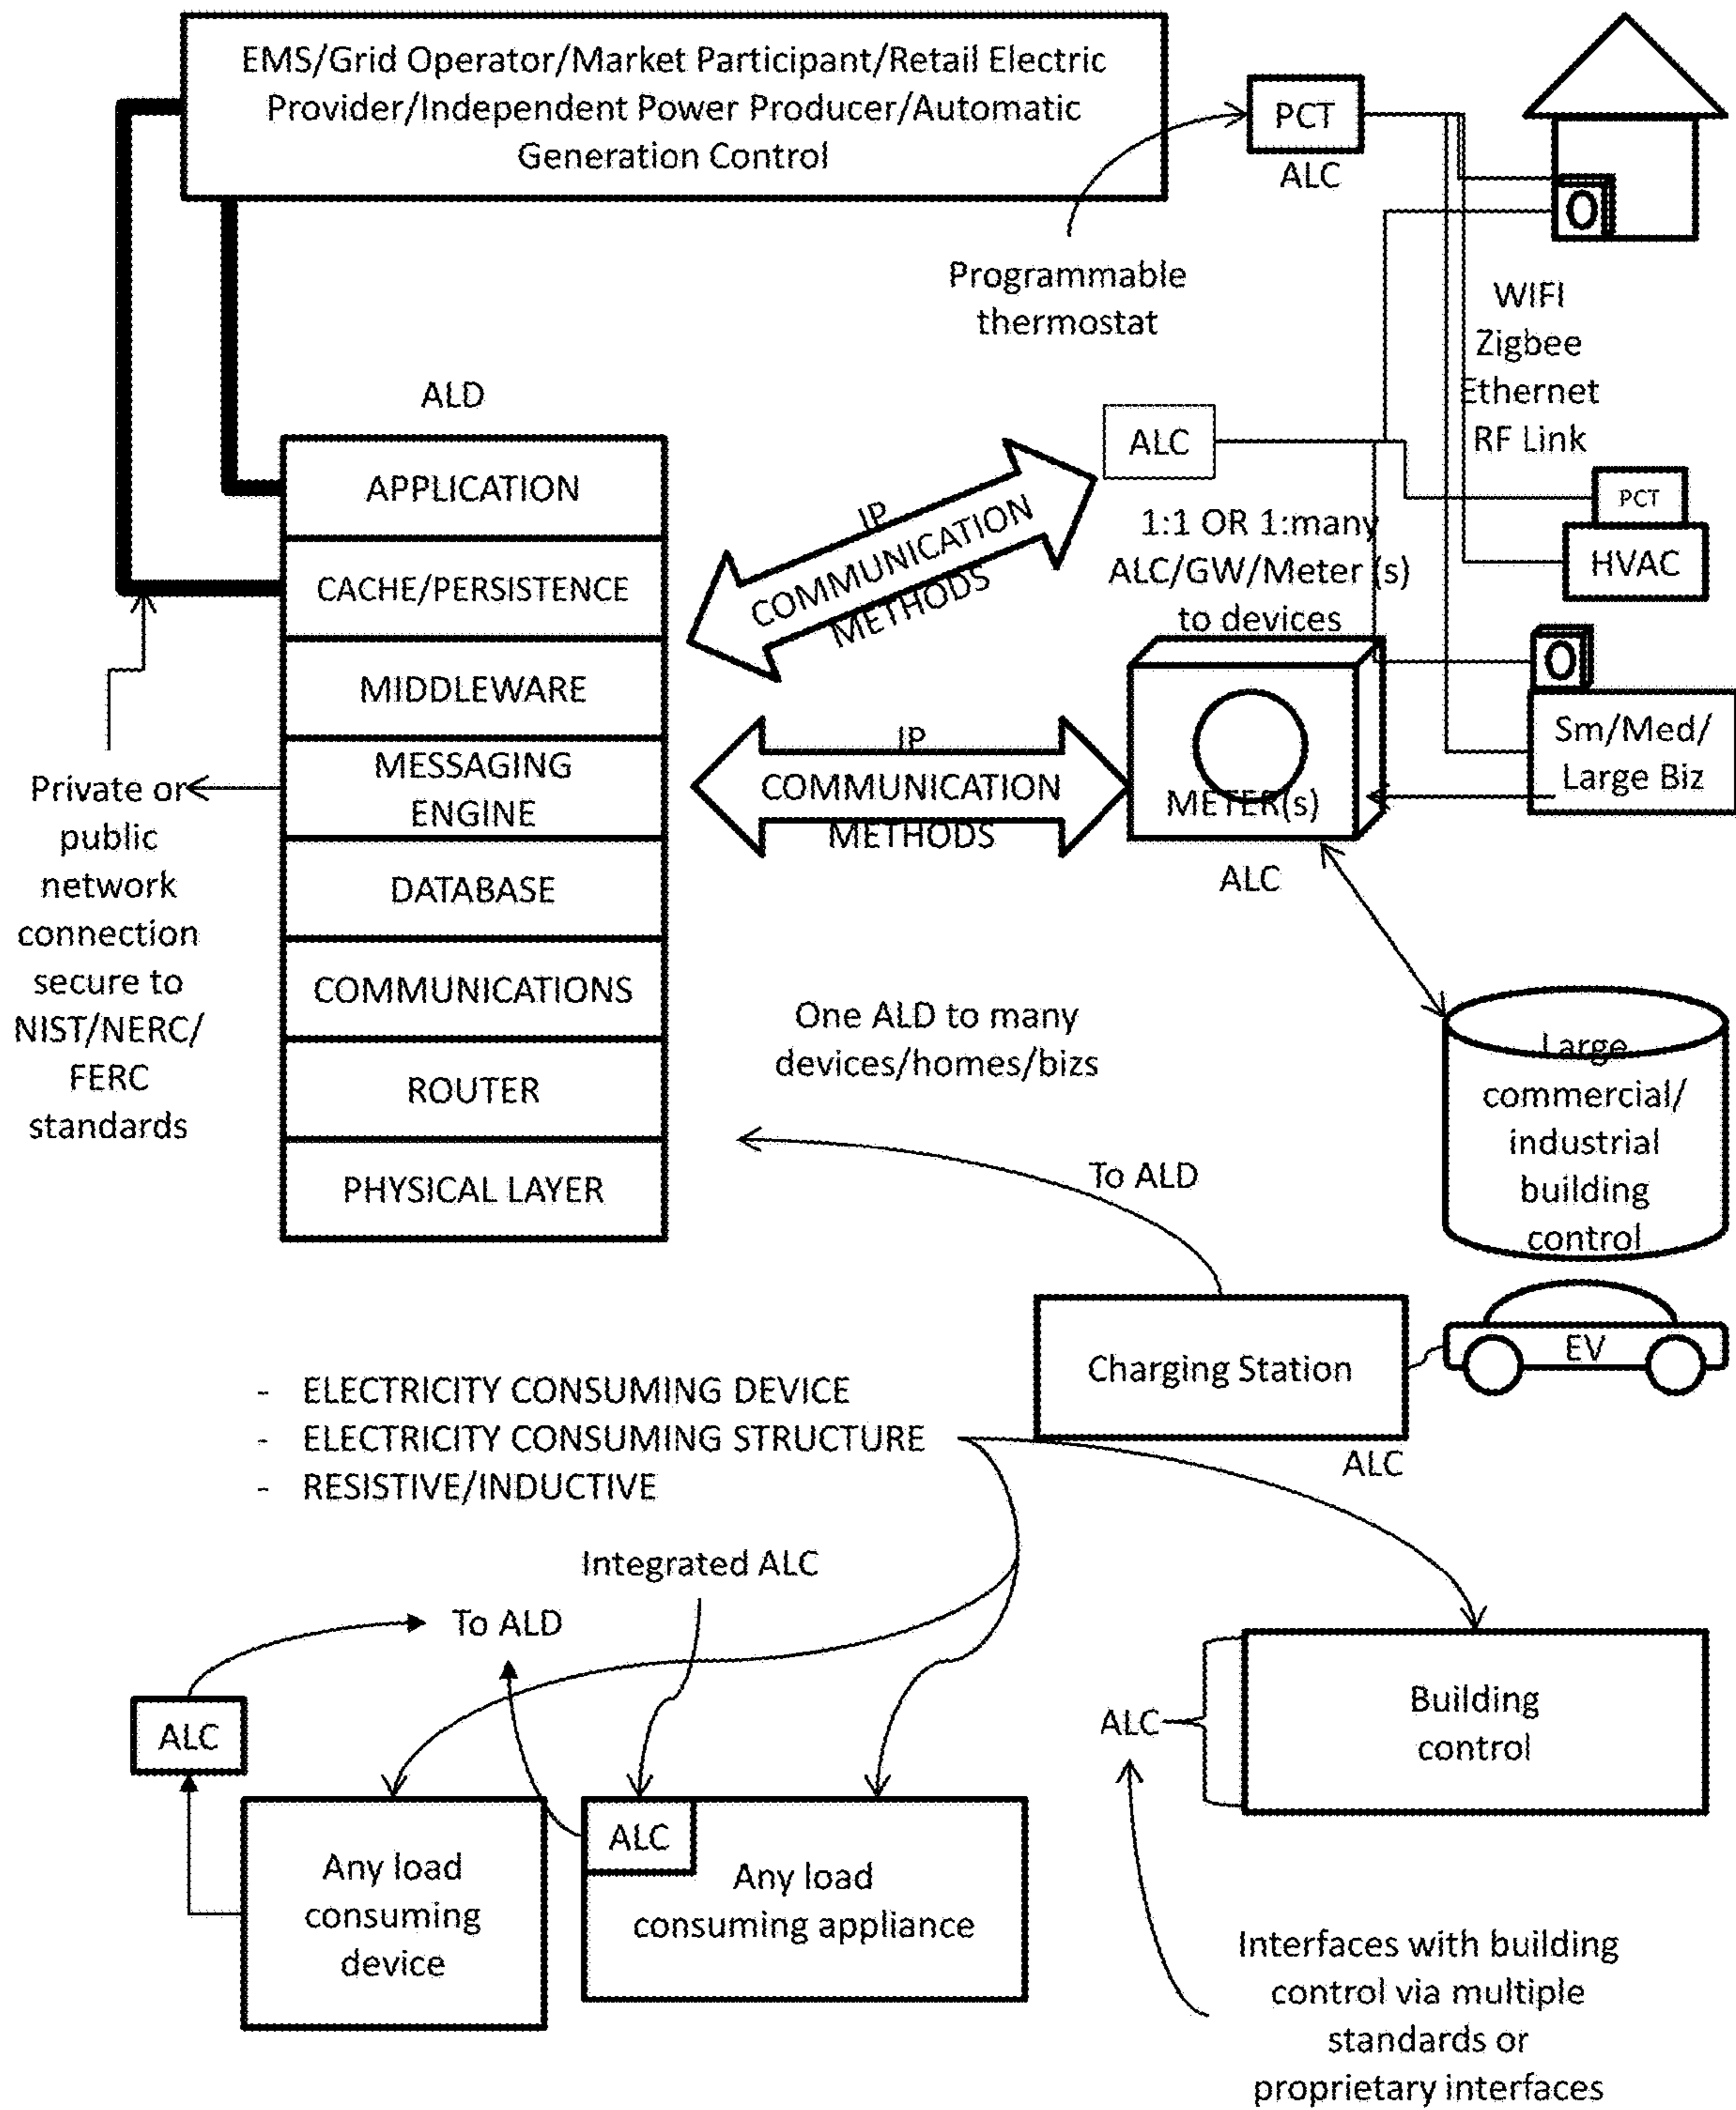 EMS/Grid Operator/Market Participant/Retail Electric
Provider/Independent Power Producer/Automatic
Generation Control
PCT
ALC
Programmable
thermostat
WIFI
Zigbee
Ethernet
RF Link
ALD
APPLICATION
CACHE/PERSISTENCE
MIDDLEWARE
MESSAGING
ENGINE
DATABASE
COMMUNICATIONS
ROUTER
PHYSICAL LAYER
IP
COMMUNICATION
METHODS
ALC
1:1 OR 1:many
ALC/GW/Meter (s)
to devices
PCT
HVAC
IP
COMMUNICATION
METHODS
METER(s)
ALC
Sm/Med/
Large Biz
Private or
public
network
connection
secure to
NIST/NERC/
FERC
standards
One ALD to many
devices/homes/bizs
Large
commercial/
industrial
building
control
To ALD
Charging Station
ALC
EV
- ELECTRICITY CONSUMING DEVICE
- ELECTRICITY CONSUMING STRUCTURE
- RESISTIVE/INDUCTIVE
Integrated ALC
To ALD
ALC
Any load
consuming
device
ALC
Any load
consuming appliance
ALC
Building
control
Interfaces with building
control via multiple
standards or
proprietary interfaces